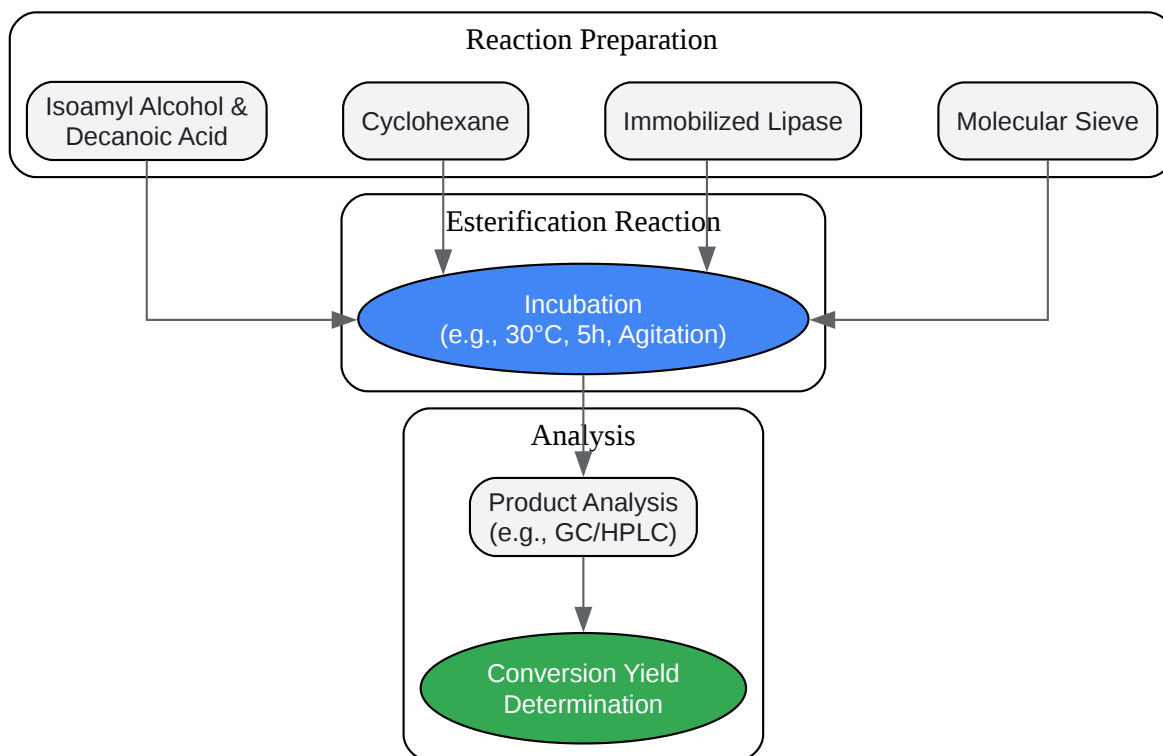 Reaction Preparation
Isoamyl Alcohol &
Decanoic Acid
Cyclohexane
Immobilized Lipase
Molecular Sieve
Esterification Reaction
Incubation
(e.g., 30°C, 5h, Agitation)
Analysis
Product Analysis
(e.g., GC/HPLC)
Conversion Yield
Determination